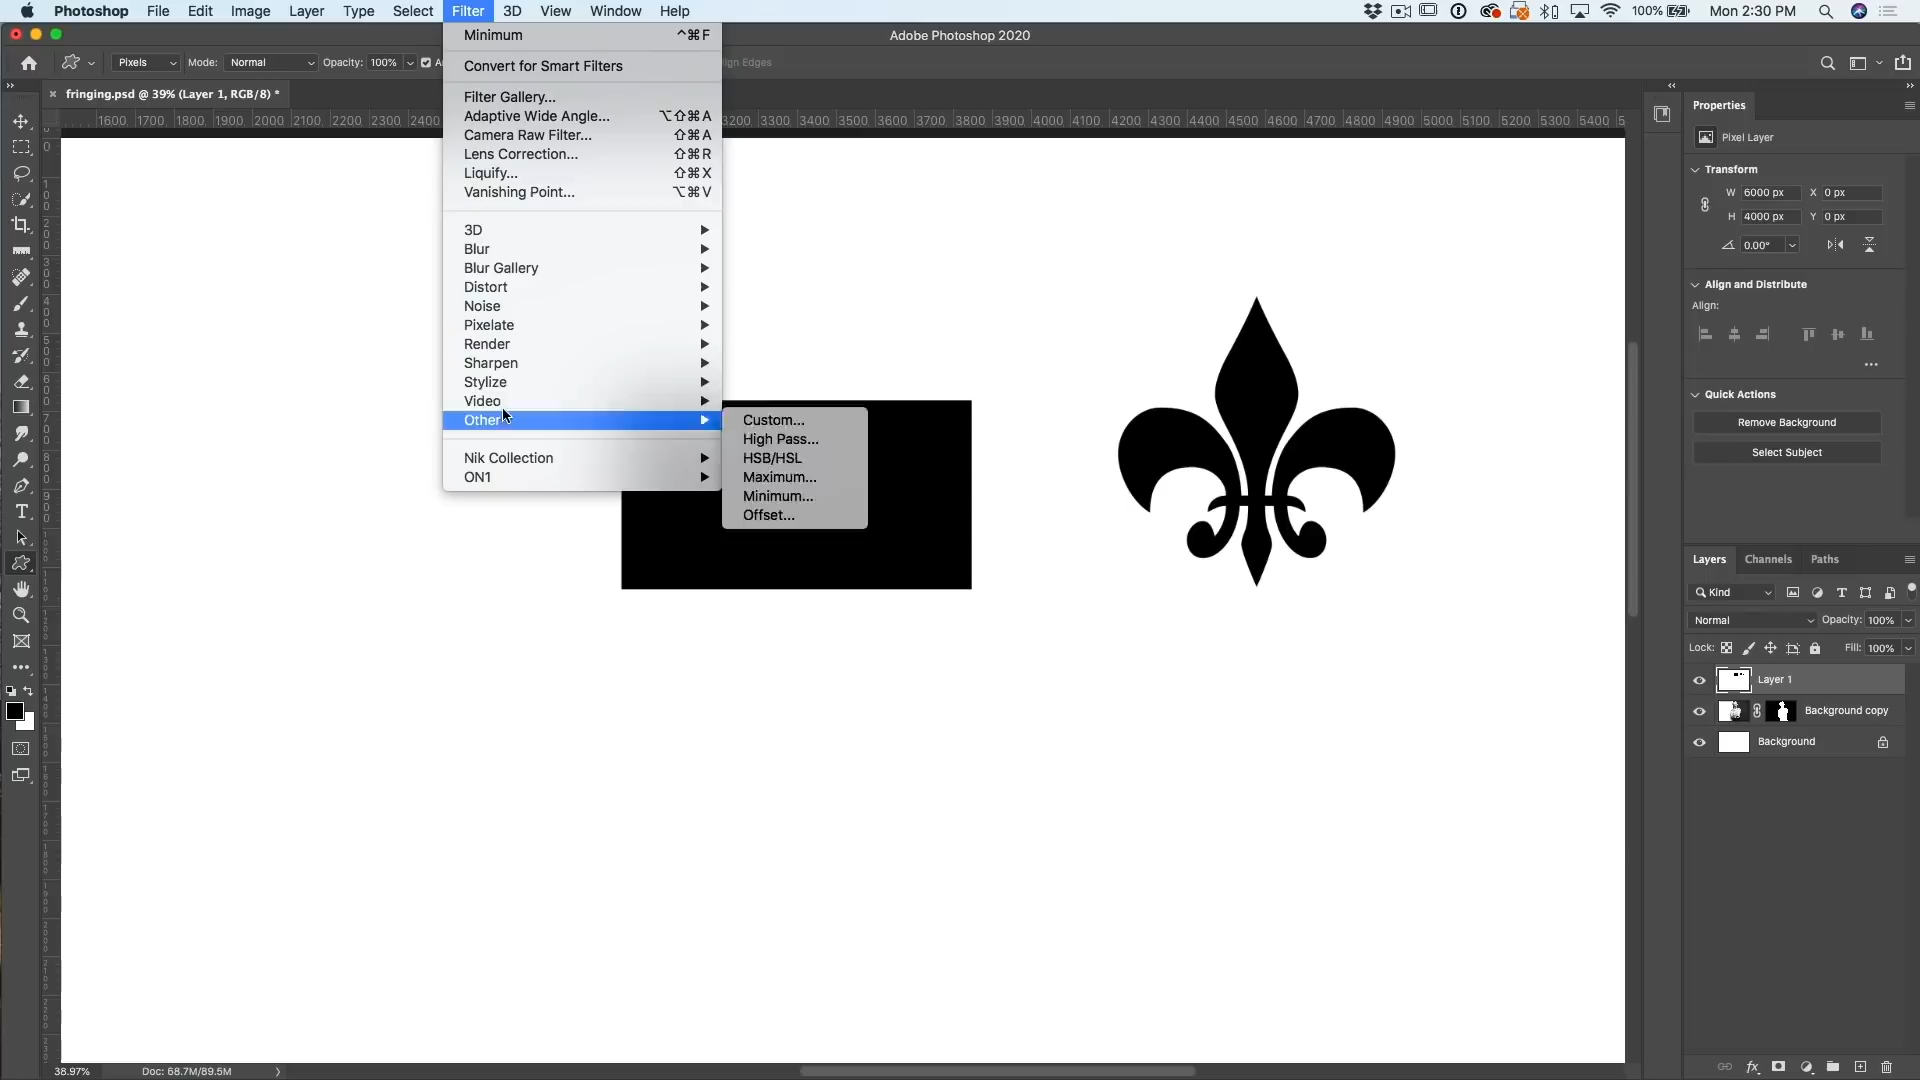 Photoshop File Edit Image Layer Type Select Filter 3D View Window Help 100% Mon 2:30 PM
Adobe Photoshop 2020
Pixels Mode: Normal Opacity: 100% lign Edges
fringing.psd @ 39% (Layer 1, RGB/8) *
1600 1700 1800 1900 2000 2100 2200 2300 2400 3200 3300 3400 3500 3600 3700 3800 3900 4000 4100 4200 4300 4400 4500 4600 4700 4800 4900 5000 5100 5200 5300 5400
Minimum ^⌘F
Convert for Smart Filters
Filter Gallery...
Adaptive Wide Angle... ⌥⇧⌘A
Camera Raw Filter... ⇧⌘A
Lens Correction... ⇧⌘R
Liquify... ⇧⌘X
Vanishing Point... ⌥⌘V
3D
Blur
Blur Gallery
Distort
Noise
Pixelate
Render
Sharpen
Stylize
Video
Other
Nik Collection
ON1
Custom...
High Pass...
HSB/HSL
Maximum...
Minimum...
Offset...
Properties
Pixel Layer
Transform
W 6000 px X 0 px
H 4000 px Y 0 px
0.00°
Align and Distribute
Align:
Quick Actions
Remove Background
Select Subject
Layers Channels Paths
Kind
Normal Opacity: 100%
Lock: Fill: 100%
Layer 1
Background copy
Background
38.97% Doc: 68.7M/89.5M